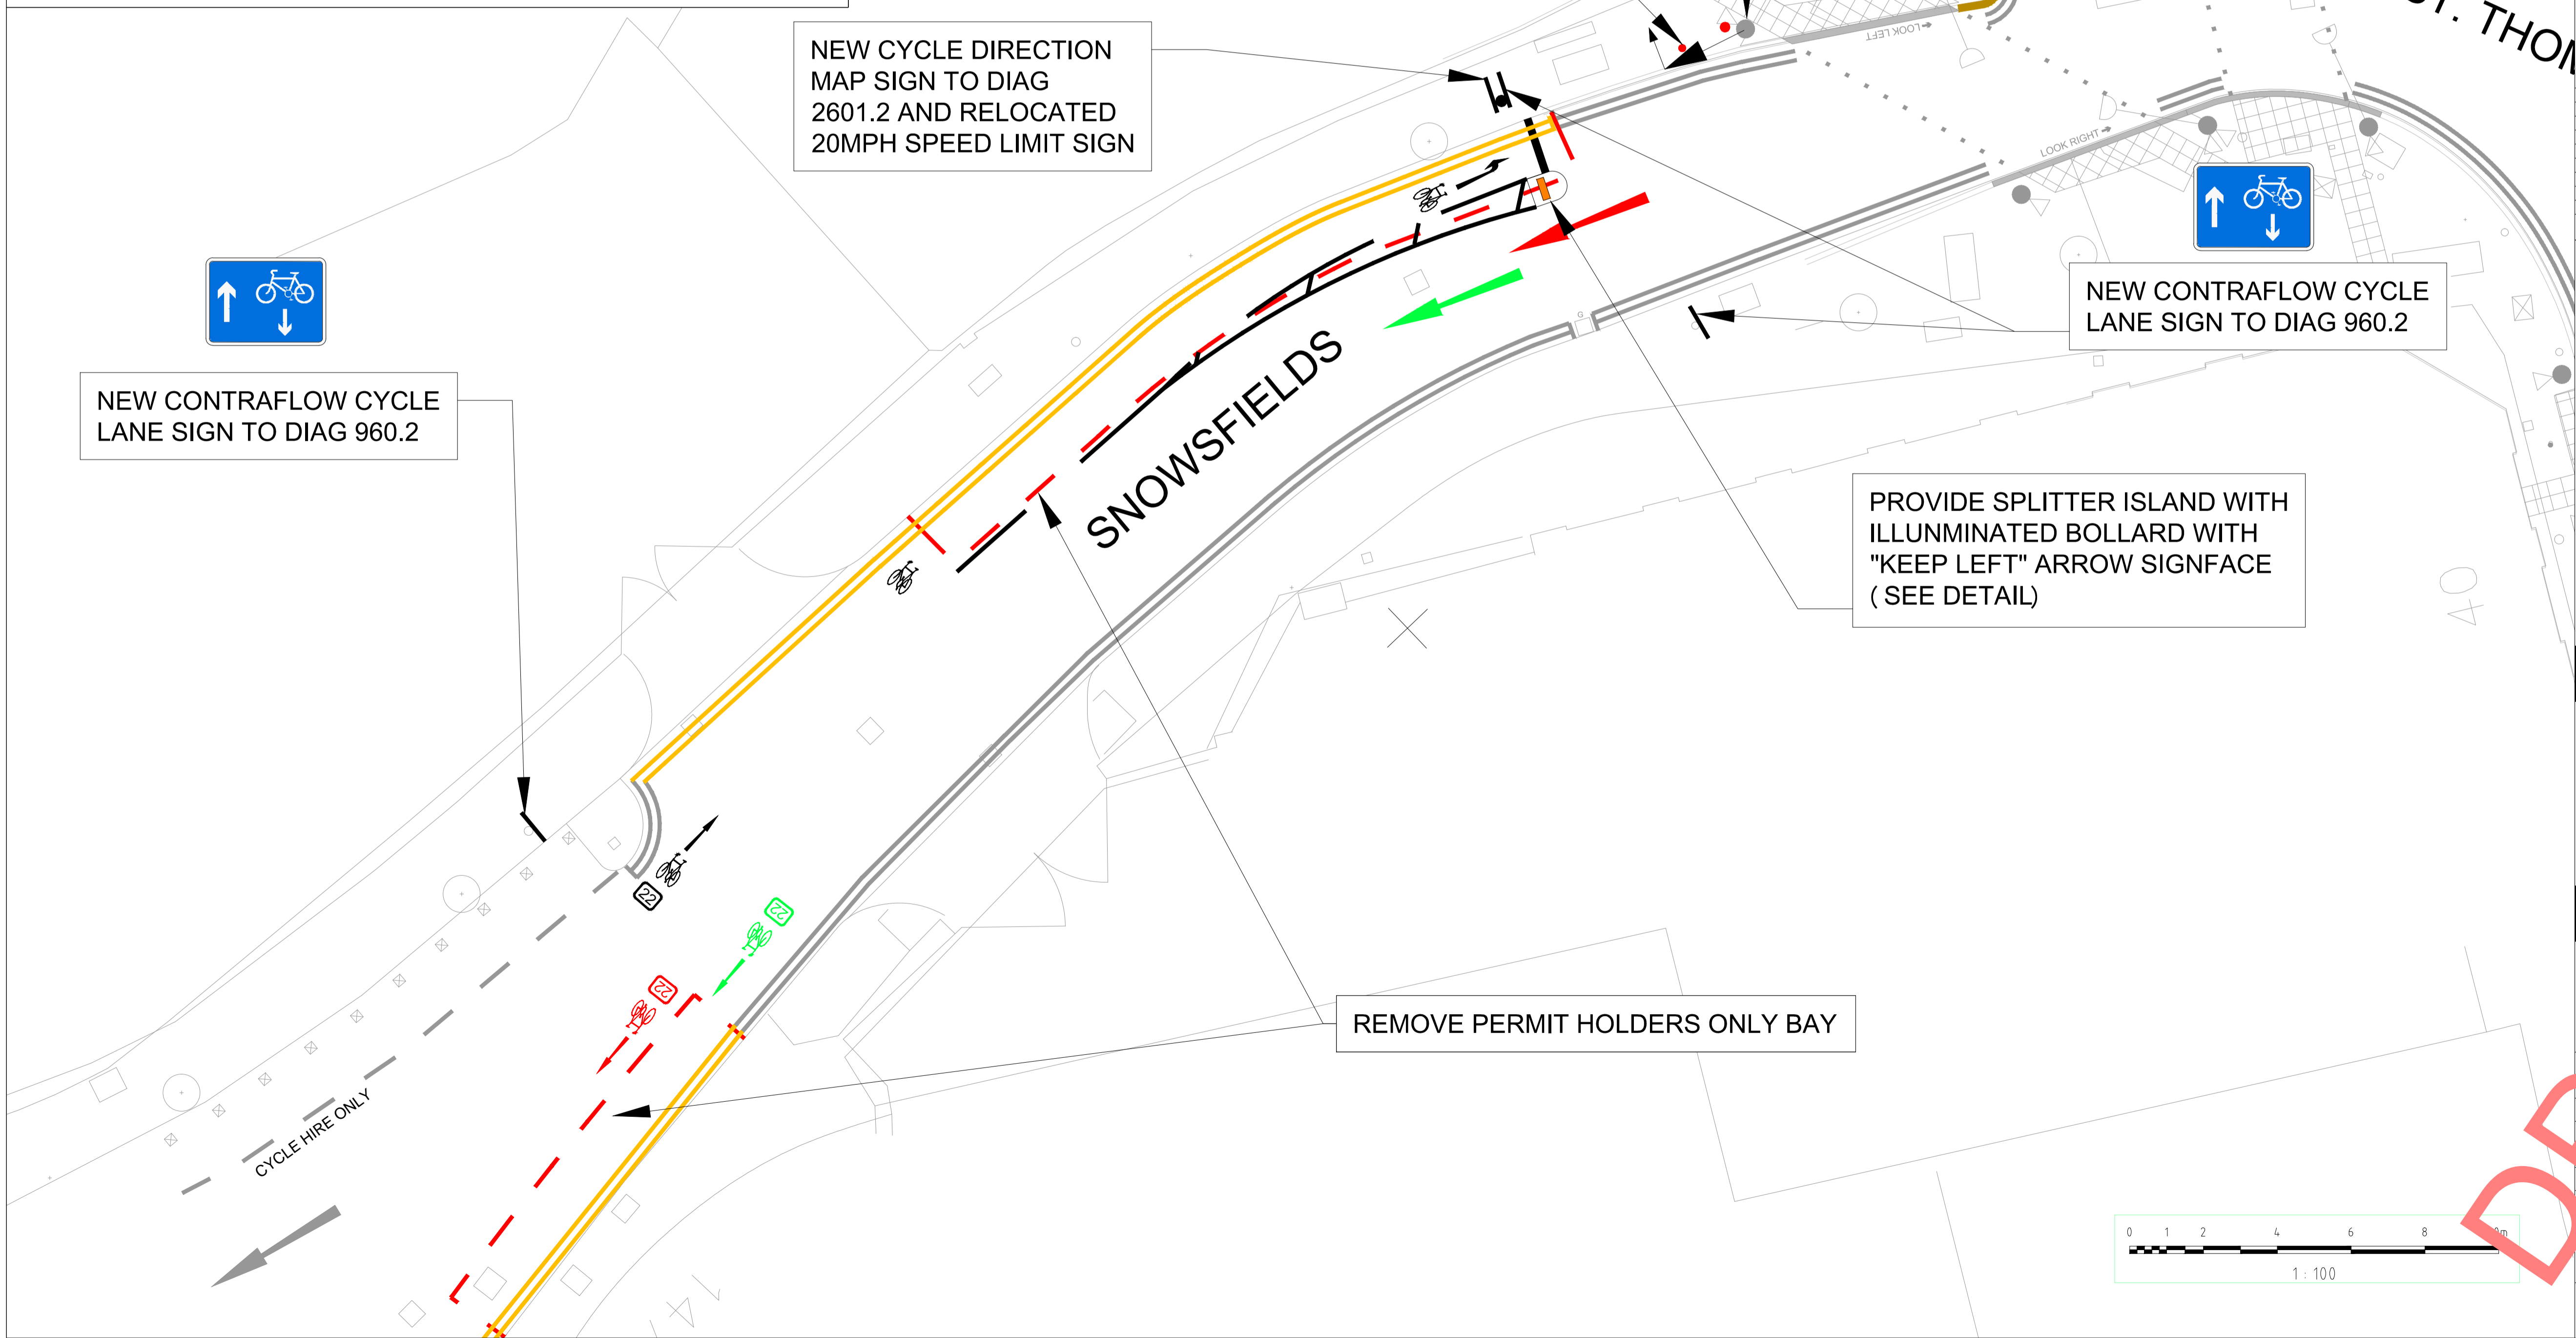 ST. THOM
NEW CYCLE DIRECTION
MAP SIGN TO DIAG
2601.2 AND RELOCATED
20MPH SPEED LIMIT SIGN
LOOK LEFT
LOOK RIGHT
NEW CONTRAFLOW CYCLE
LANE SIGN TO DIAG 960.2
NEW CONTRAFLOW CYCLE
LANE SIGN TO DIAG 960.2
G
SNOWSFIELDS
PROVIDE SPLITTER ISLAND WITH
ILLUNMINATED BOLLARD WITH
"KEEP LEFT" ARROW SIGNFACE
( SEE DETAIL)
22
22
22
REMOVE PERMIT HOLDERS ONLY BAY
CYCLE HIRE ONLY
0 1 2 4 6 8
1 : 100